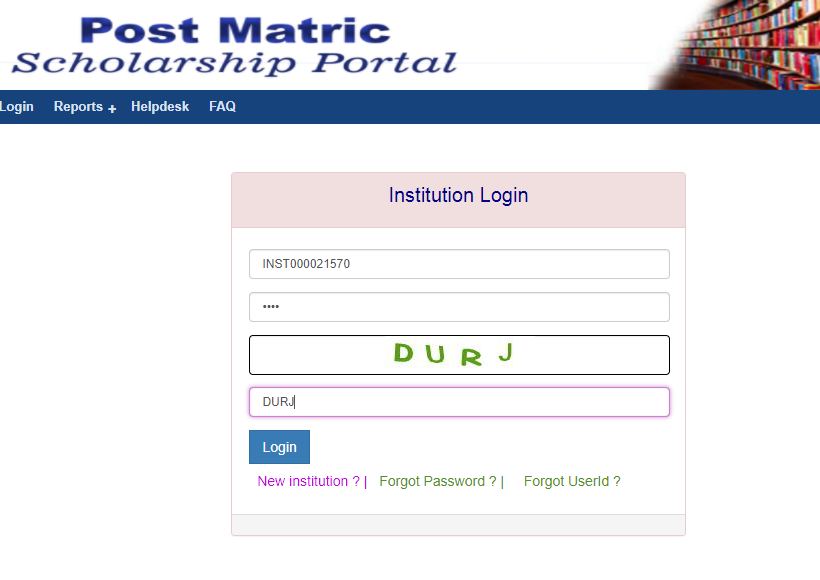 Post Matric
Scholarship Portal
Login Reports + Helpdesk FAQ
Institution Login
INST000021570
••••
DURJ
DURJ
Login
New institution ? | Forgot Password ? | Forgot UserId ?